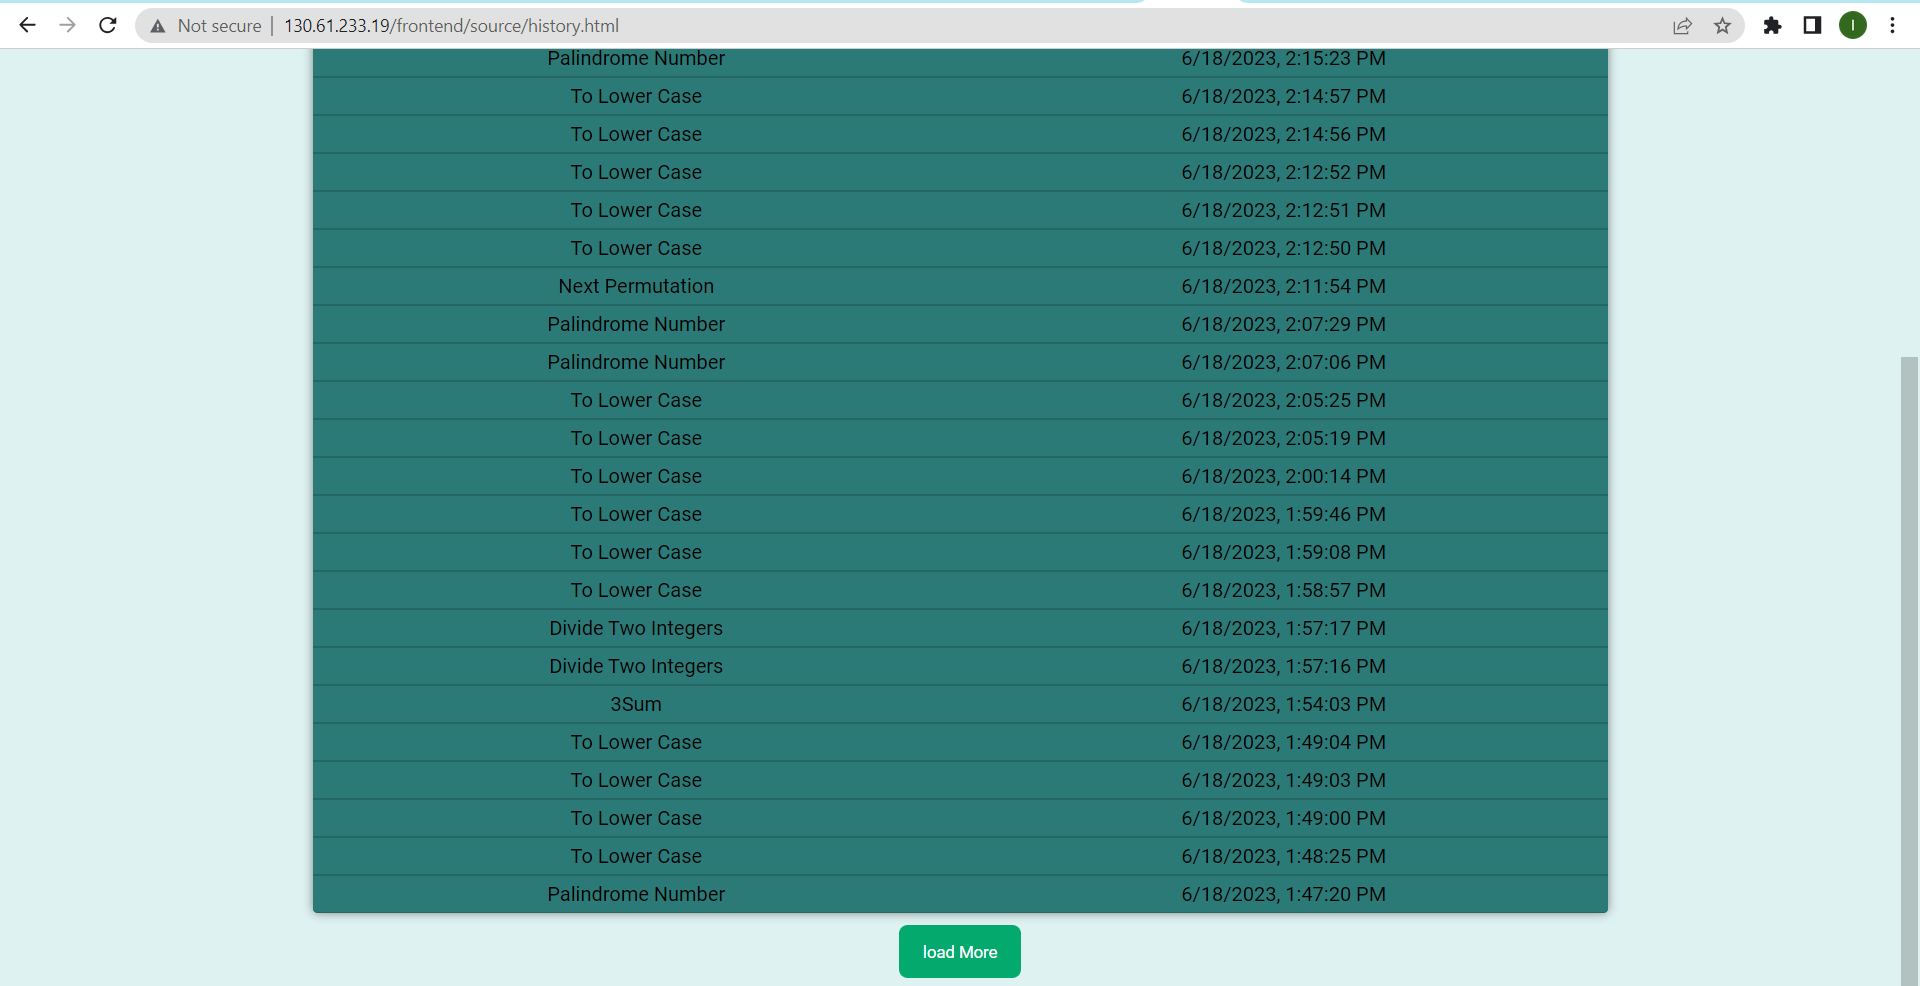 Not secure | 130.61.233.19/frontend/source/history.html I
Palindrome Number 6/18/2023, 2:15:23 PM
To Lower Case 6/18/2023, 2:14:57 PM
To Lower Case 6/18/2023, 2:14:56 PM
To Lower Case 6/18/2023, 2:12:52 PM
To Lower Case 6/18/2023, 2:12:51 PM
To Lower Case 6/18/2023, 2:12:50 PM
Next Permutation 6/18/2023, 2:11:54 PM
Palindrome Number 6/18/2023, 2:07:29 PM
Palindrome Number 6/18/2023, 2:07:06 PM
To Lower Case 6/18/2023, 2:05:25 PM
To Lower Case 6/18/2023, 2:05:19 PM
To Lower Case 6/18/2023, 2:00:14 PM
To Lower Case 6/18/2023, 1:59:46 PM
To Lower Case 6/18/2023, 1:59:08 PM
To Lower Case 6/18/2023, 1:58:57 PM
Divide Two Integers 6/18/2023, 1:57:17 PM
Divide Two Integers 6/18/2023, 1:57:16 PM
3Sum 6/18/2023, 1:54:03 PM
To Lower Case 6/18/2023, 1:49:04 PM
To Lower Case 6/18/2023, 1:49:03 PM
To Lower Case 6/18/2023, 1:49:00 PM
To Lower Case 6/18/2023, 1:48:25 PM
Palindrome Number 6/18/2023, 1:47:20 PM
load More